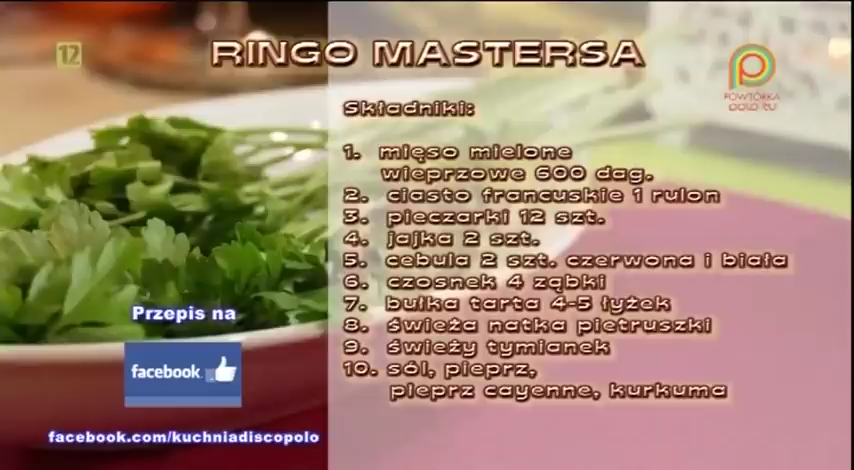 12
RINGO MASTERSA
POWTÓRKA
polo tv
Składniki:
1. mięso mielone
wieprzowe 600 dag.
2. ciasto francuskie 1 rulon
3. pieczarki 12 szt.
4. jajka 2 szt.
5. cebula 2 szt. czerwona i biała
6. czosnek 4 ząbki
7. bułka tarta 4-5 łyżek
8. świeża natka pietruszki
9. świeży tymianek
10. sól, pieprz,
pieprz cayenne, kurkuma
Przepis na
facebook
facebook.com/kuchniadiscopolo